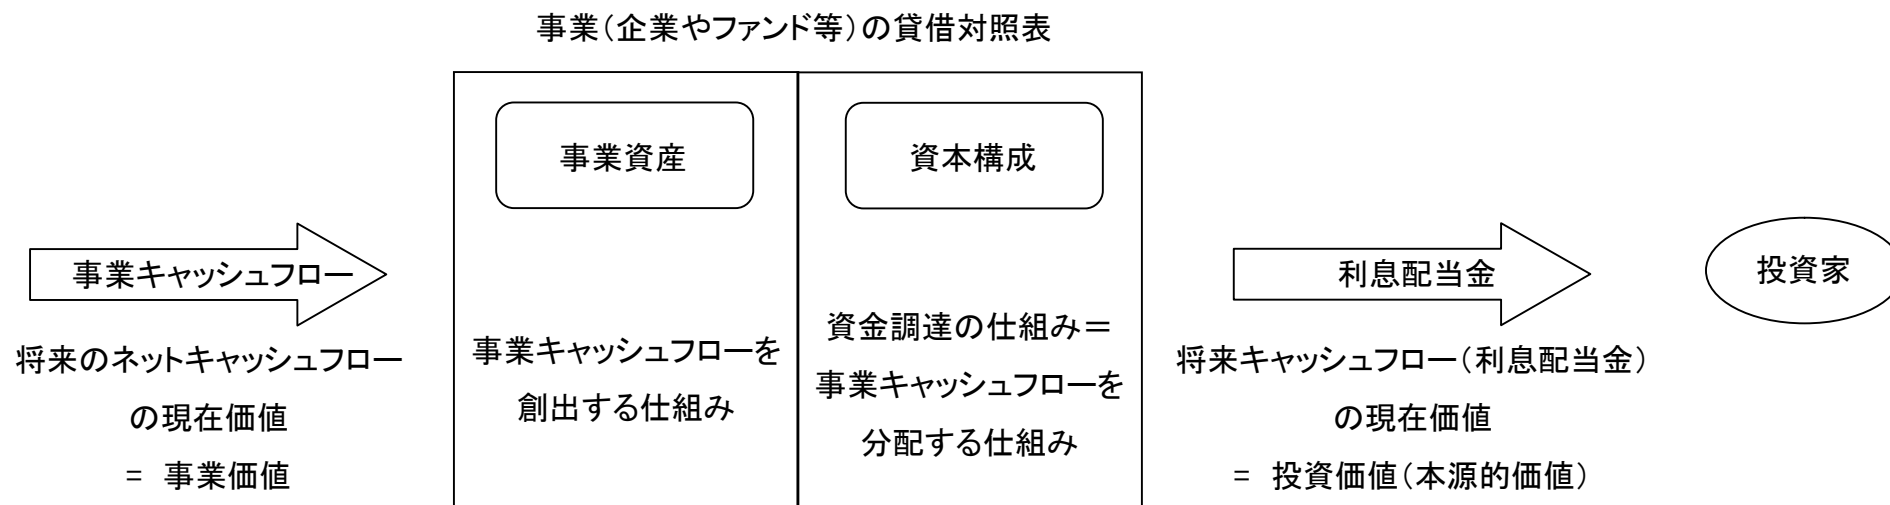 事業（企業やファンド等）の貸借対照表
事業資産
資本構成
事業キャッシュフロー
将来のネットキャッシュフロー
の現在価値
= 事業価値
事業キャッシュフローを
創出する仕組み
資金調達の仕組み＝
事業キャッシュフローを
分配する仕組み
利息配当金
将来キャッシュフロー（利息配当金）
の現在価値
= 投資価値（本源的価値）
投資家